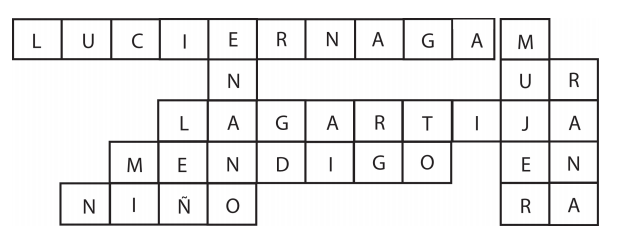 L U C I E R N A G A M
N U R
L A G A R T I J A
M E N D I G O E N
N I Ñ O R A